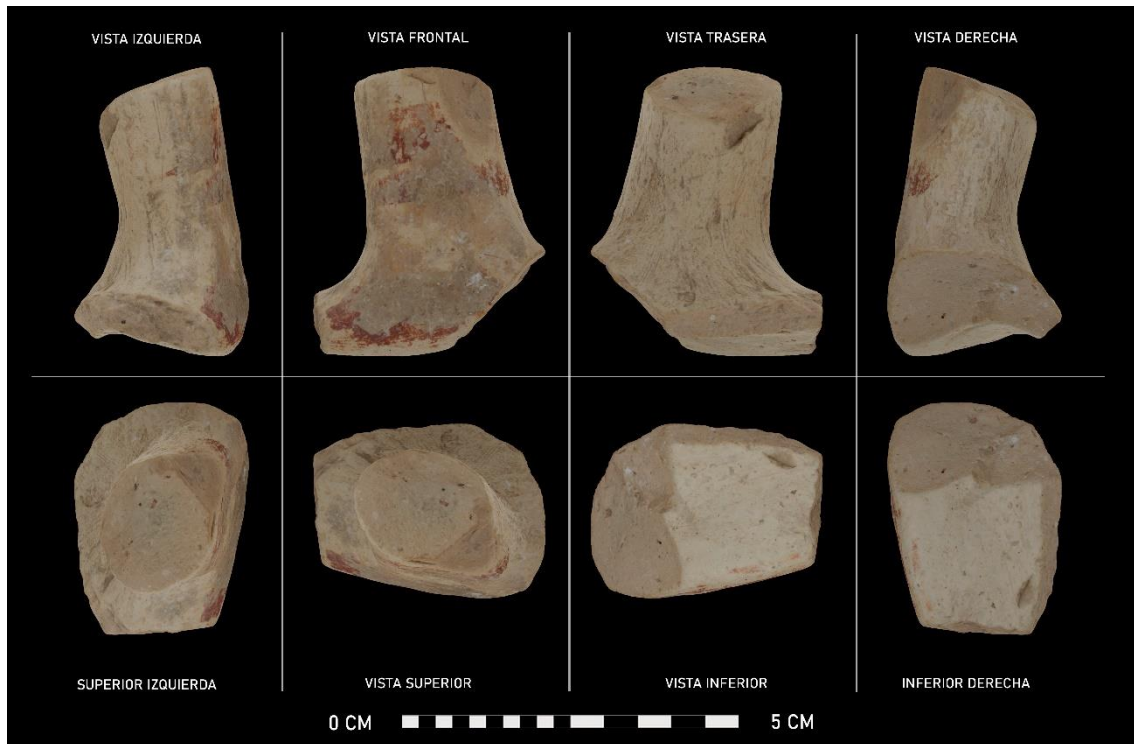 VISTA IZQUIERDA
VISTA FRONTAL
VISTA TRASERA
VISTA DERECHA
SUPERIOR IZQUIERDA
VISTA SUPERIOR
VISTA INFERIOR
INFERIOR DERECHA
0 CM
5 CM